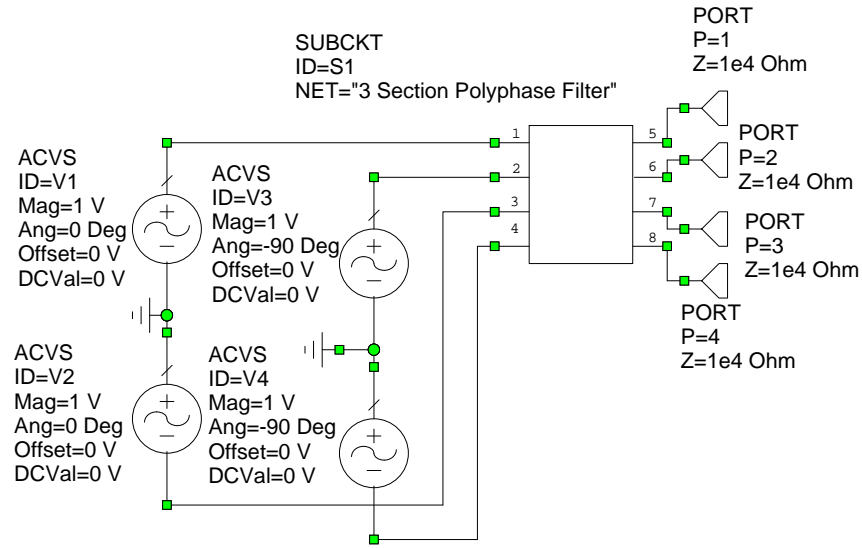 SUBCKT
ID=S1
NET="3 Section Polyphase Filter"
PORT
P=1
Z=1e4 Ohm
1
2
3
4
5
6
7
8
PORT
P=2
Z=1e4 Ohm
PORT
P=3
Z=1e4 Ohm
PORT
P=4
Z=1e4 Ohm
ACVS
ID=V1
Mag=1 V
Ang=0 Deg
Offset=0 V
DCVal=0 V
ACVS
ID=V3
Mag=1 V
Ang=-90 Deg
Offset=0 V
DCVal=0 V
ACVS
ID=V2
Mag=1 V
Ang=0 Deg
Offset=0 V
DCVal=0 V
ACVS
ID=V4
Mag=1 V
Ang=-90 Deg
Offset=0 V
DCVal=0 V